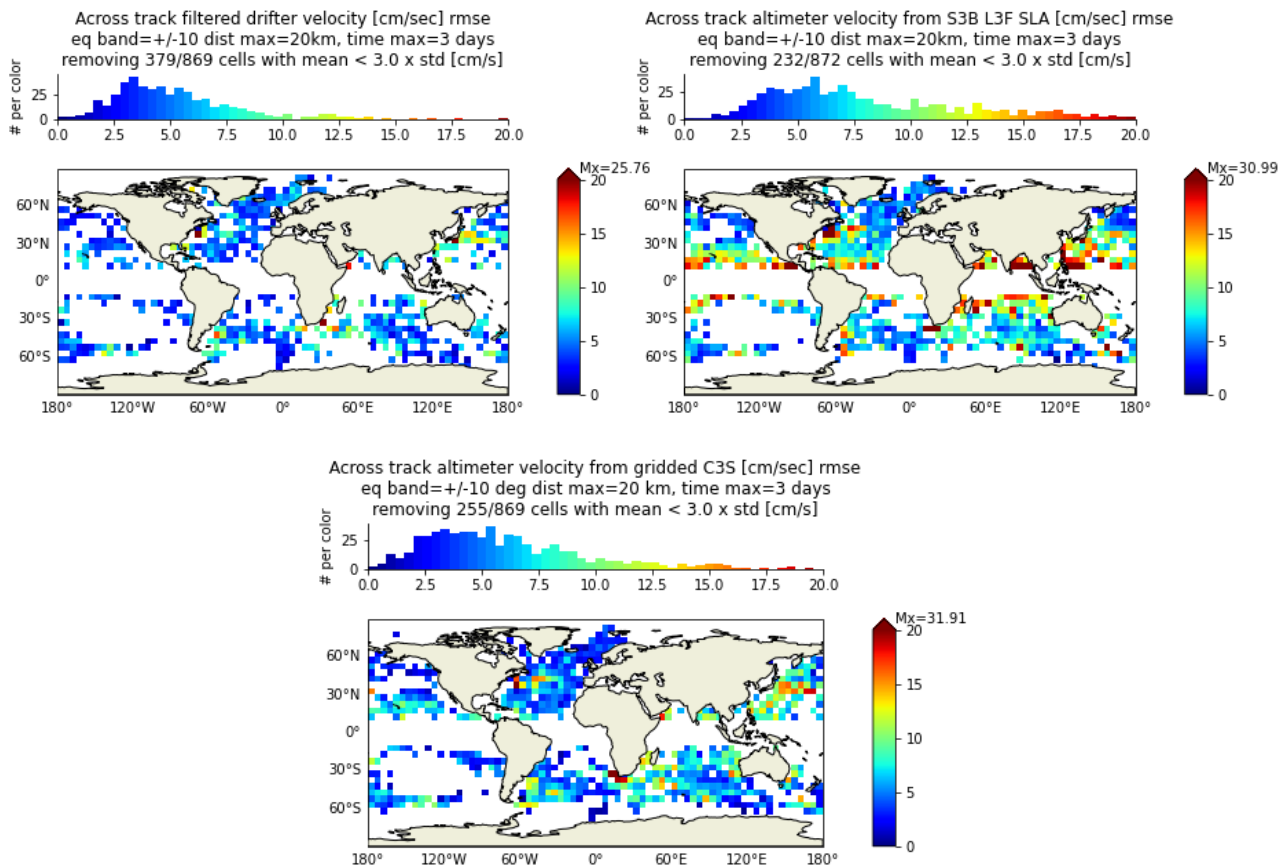 Across track filtered drifter velocity [cm/sec] rmse
eq band=+/-10 dist max=20km, time max=3 days
removing 379/869 cells with mean < 3.0 x std [cm/s]
# per color
25
0
0.0 2.5 5.0 7.5 10.0 12.5 15.0 17.5 20.0
Mx=25.76
20
15
10
5
0
60°N
30°N
0°
30°S
60°S
180° 120°W 60°W 0° 60°E 120°E 180°
Across track altimeter velocity from S3B L3F SLA [cm/sec] rmse
eq band=+/-10 dist max=20km, time max=3 days
removing 232/872 cells with mean < 3.0 x std [cm/s]
# per color
25
0
0.0 2.5 5.0 7.5 10.0 12.5 15.0 17.5 20.0
Mx=30.99
20
15
10
5
0
60°N
30°N
0°
30°S
60°S
180° 120°W 60°W 0° 60°E 120°E 180°
Across track altimeter velocity from gridded C3S [cm/sec] rmse
eq band=+/-10 deg dist max=20 km, time max=3 days
removing 255/869 cells with mean < 3.0 x std [cm/s]
# per color
25
0
0.0 2.5 5.0 7.5 10.0 12.5 15.0 17.5 20.0
Mx=31.91
20
15
10
5
0
60°N
30°N
0°
30°S
60°S
180° 120°W 60°W 0° 60°E 120°E 180°